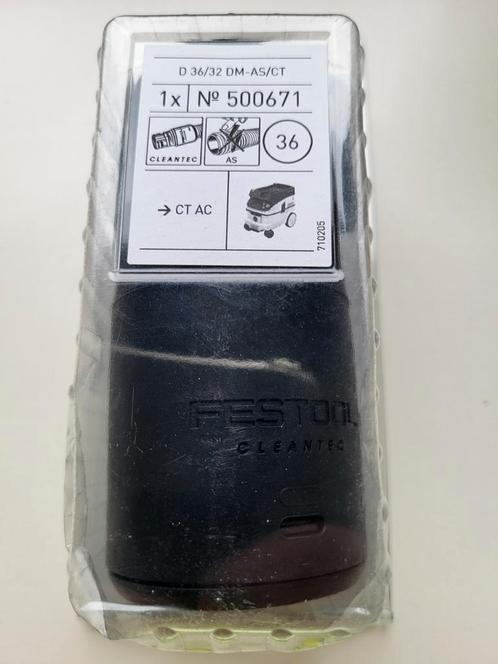 D 36/32 DM-AS/CT
1x Nº 500671
CLEANTEC
AS
36
→ CT AC
710205
FESTOOL
CLEANTEC